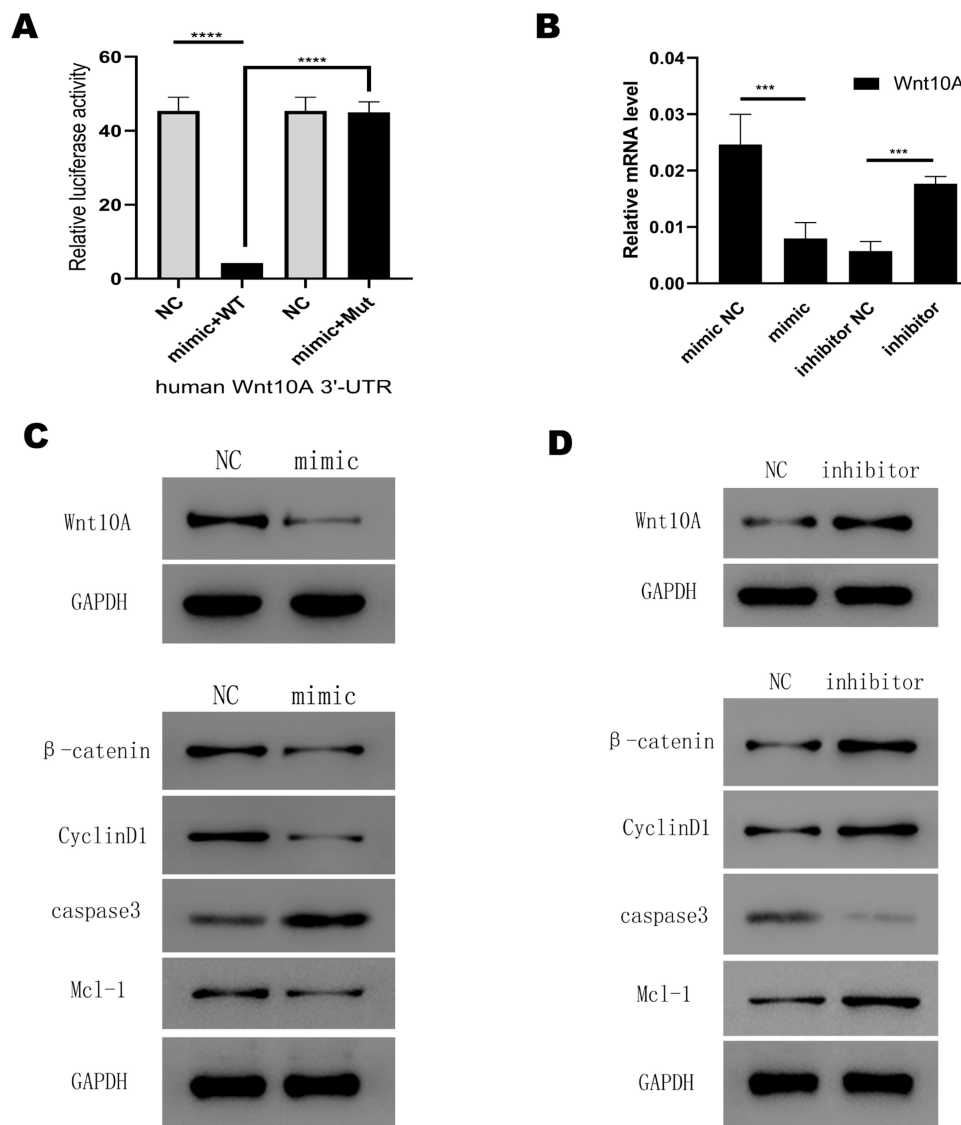 A
****
****
60
40
20
0
Relative luciferase activity
NC
mimic+WT
NC
mimic+Mut
human Wnt10A 3'-UTR
B
Wnt10A
***
***
0.04
0.03
0.02
0.01
0.00
Relative mRNA level
mimic NC
mimic
inhibitor NC
inhibitor
C
NC mimic
Wnt10A
GAPDH
NC mimic
β-catenin
CyclinD1
caspase3
Mcl-1
GAPDH
D
NC inhibitor
Wnt10A
GAPDH
NC inhibitor
β-catenin
CyclinD1
caspase3
Mcl-1
GAPDH